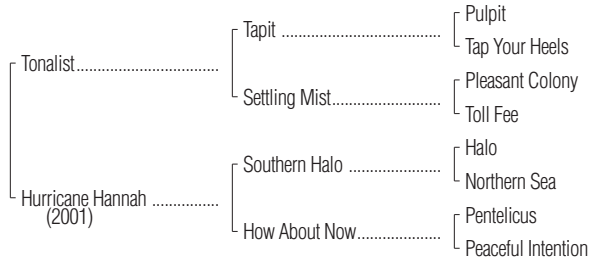 Pulpit
Tapit ................................................
Tap Your Heels
Tonalist................................
Pleasant Colony
Settling Mist.........................
Toll Fee
Halo
Southern Halo .....................
Northern Sea
Hurricane Hannah ...............
(2001)
Pentelicus
How About Now...................
Peaceful Intention